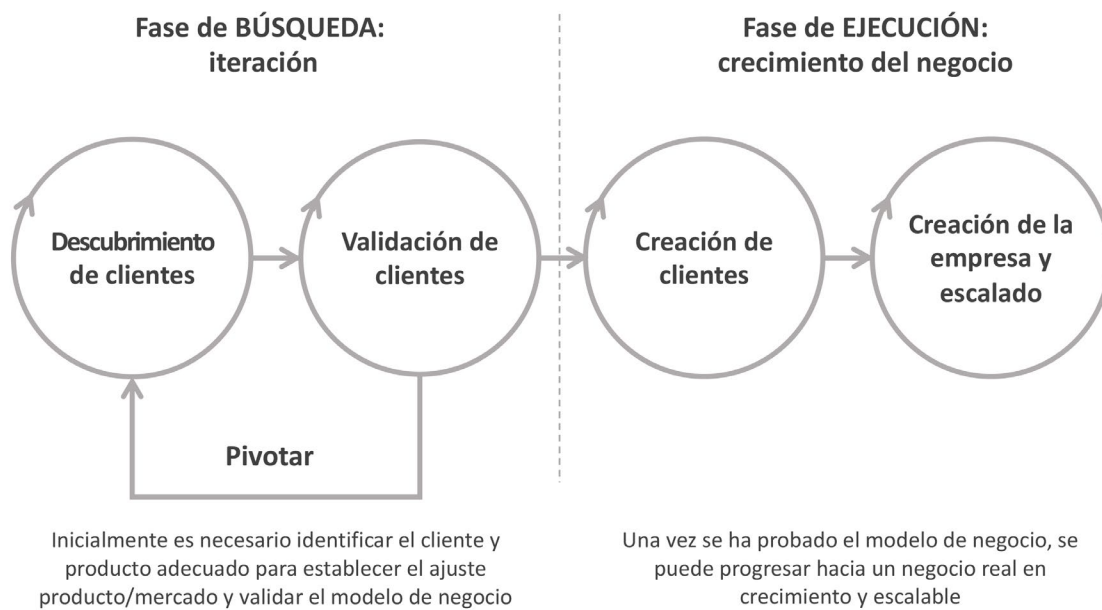 Fase de BÚSQUEDA:
iteración
Fase de EJECUCIÓN:
crecimiento del negocio
Descubrimiento
de clientes
Validación de
clientes
Creación de
clientes
Creación de la
empresa y
escalado
Pivotar
Inicialmente es necesario identificar el cliente y
producto adecuado para establecer el ajuste
producto/mercado y validar el modelo de negocio
Una vez se ha probado el modelo de negocio, se
puede progresar hacia un negocio real en
crecimiento y escalable